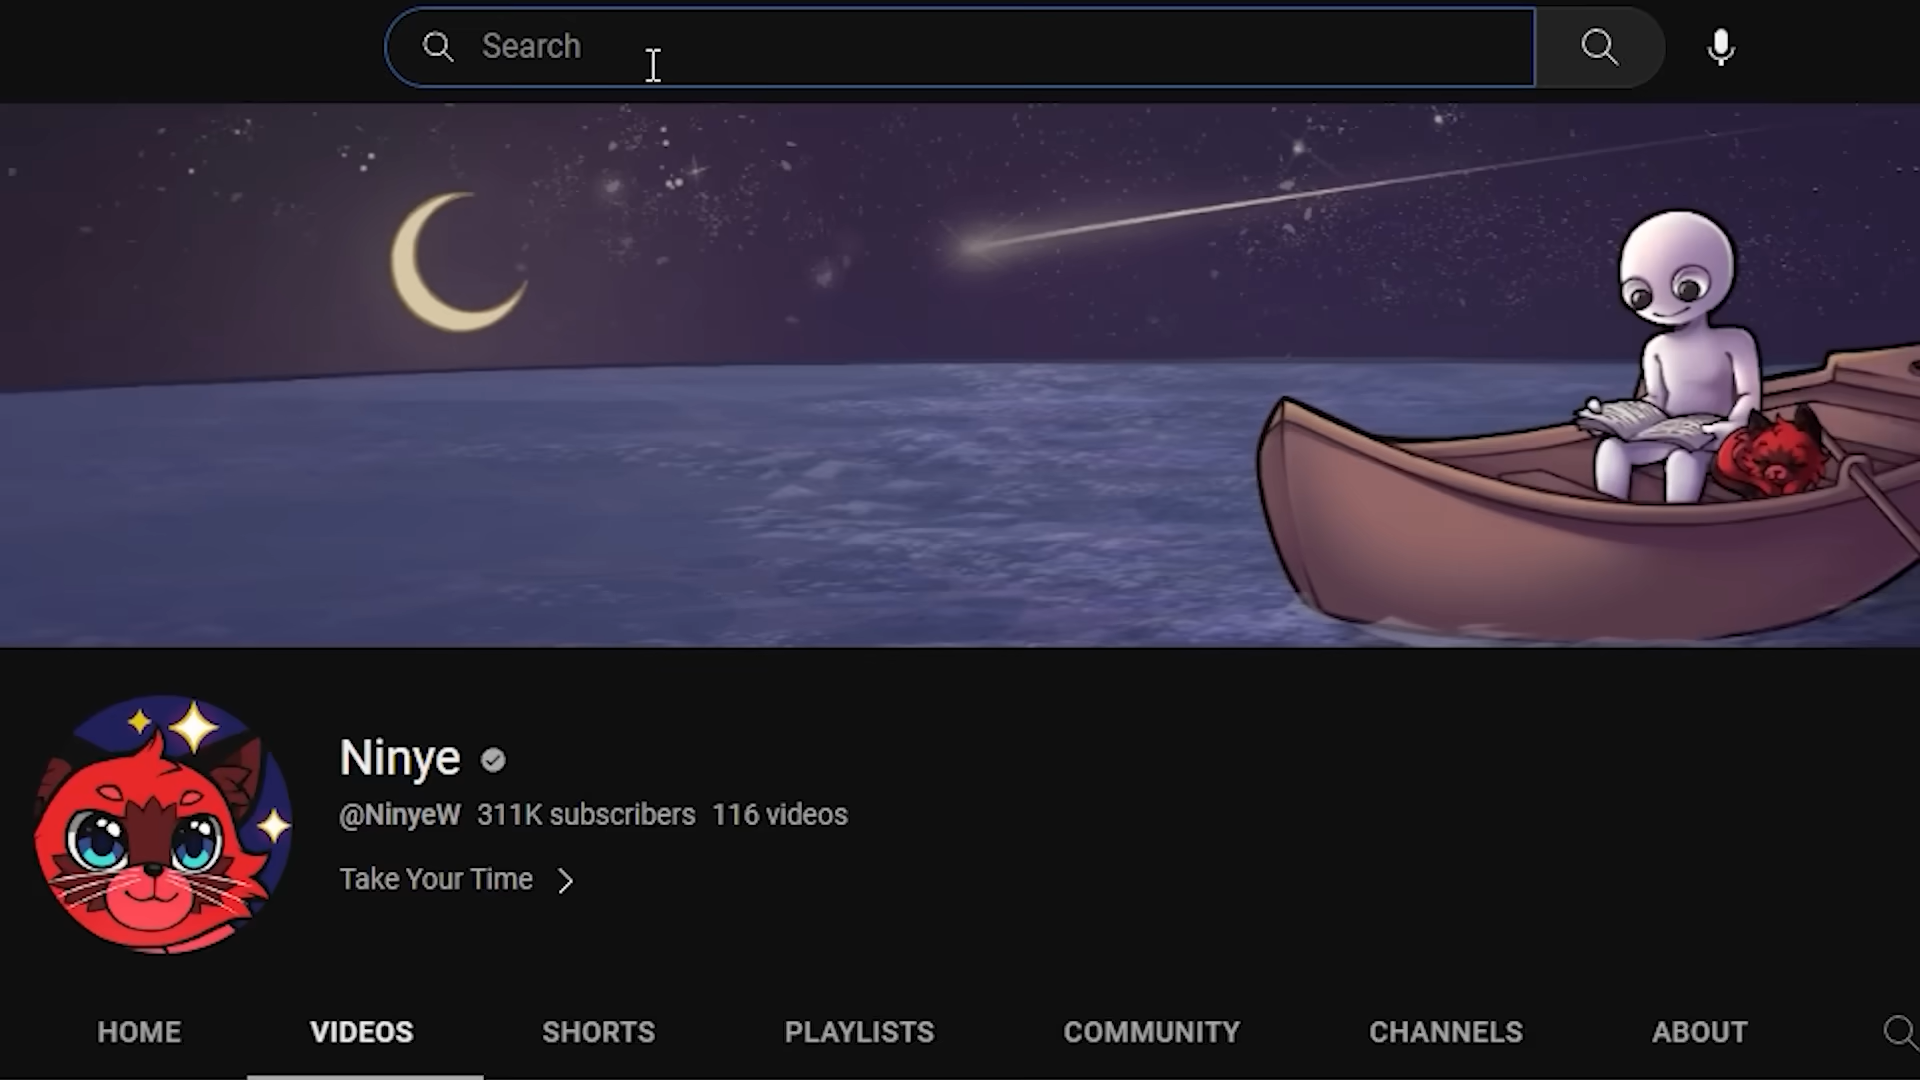 Search
Ninye
@NinyeW 311K subscribers 116 videos
Take Your Time
HOME VIDEOS SHORTS PLAYLISTS COMMUNITY CHANNELS ABOUT